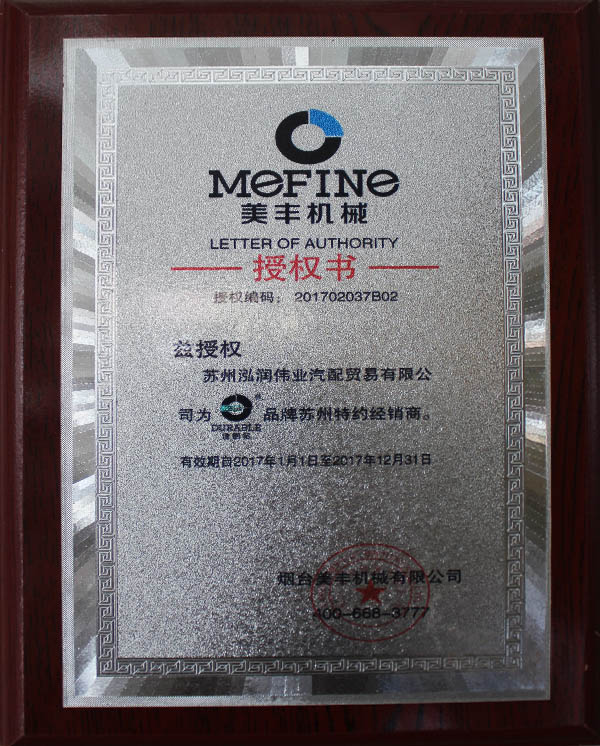 MeFINe
美丰机械
LETTER OF AUTHORITY
授权书
授权编码： 201702037B02
兹授权
苏州泓润伟业汽配贸易有限公
司为 DURABLE 品牌苏州特约经销商。
有效期自2017年1月1日至2017年12月31日
烟台美丰机械有限公司
400-668-3777